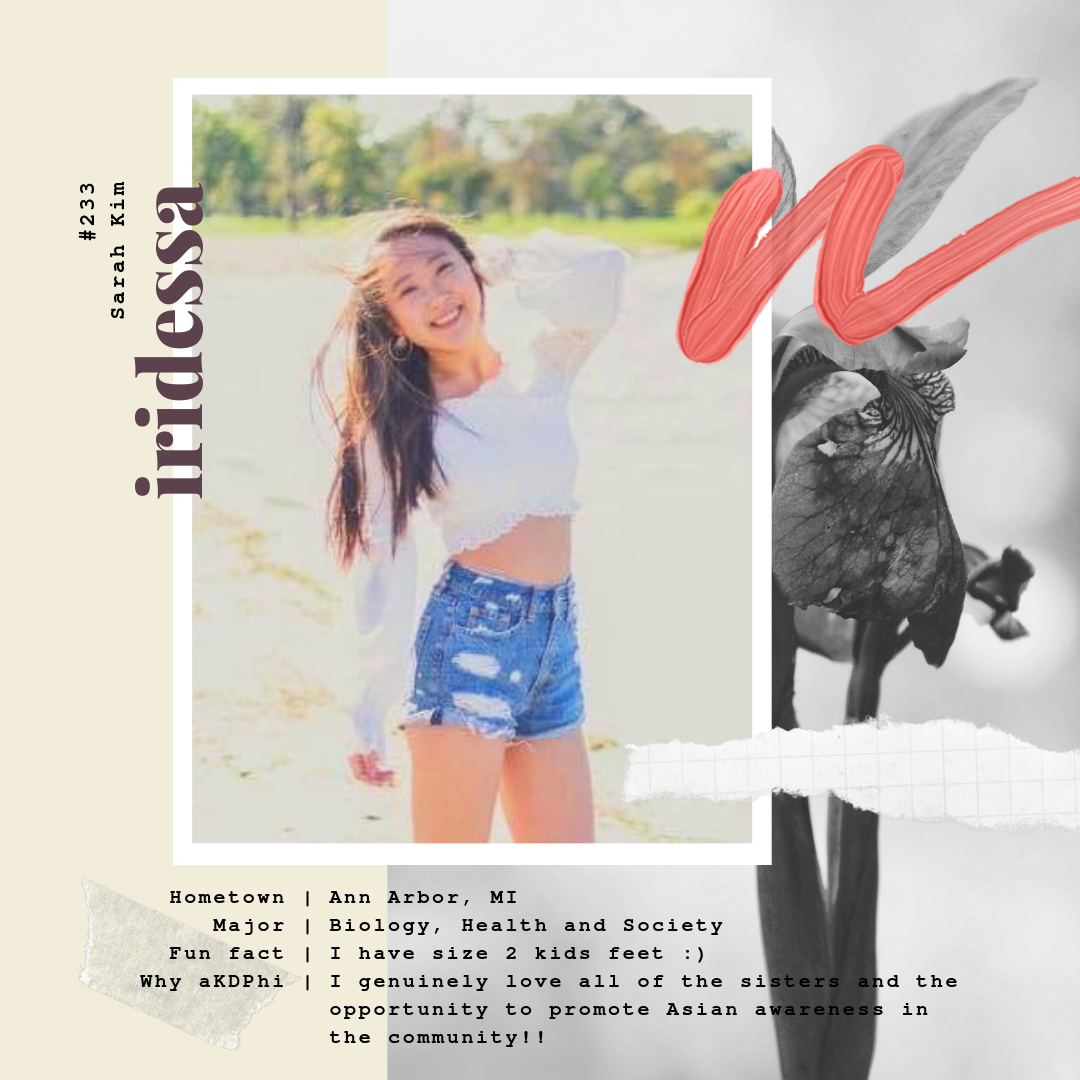 #233
Sarah Kim
iridessa
Hometown | Ann Arbor, MI
Major | Biology, Health and Society
Fun fact | I have size 2 kids feet :)
Why aKDPhi | I genuinely love all of the sisters and the
opportunity to promote Asian awareness in
the community!!